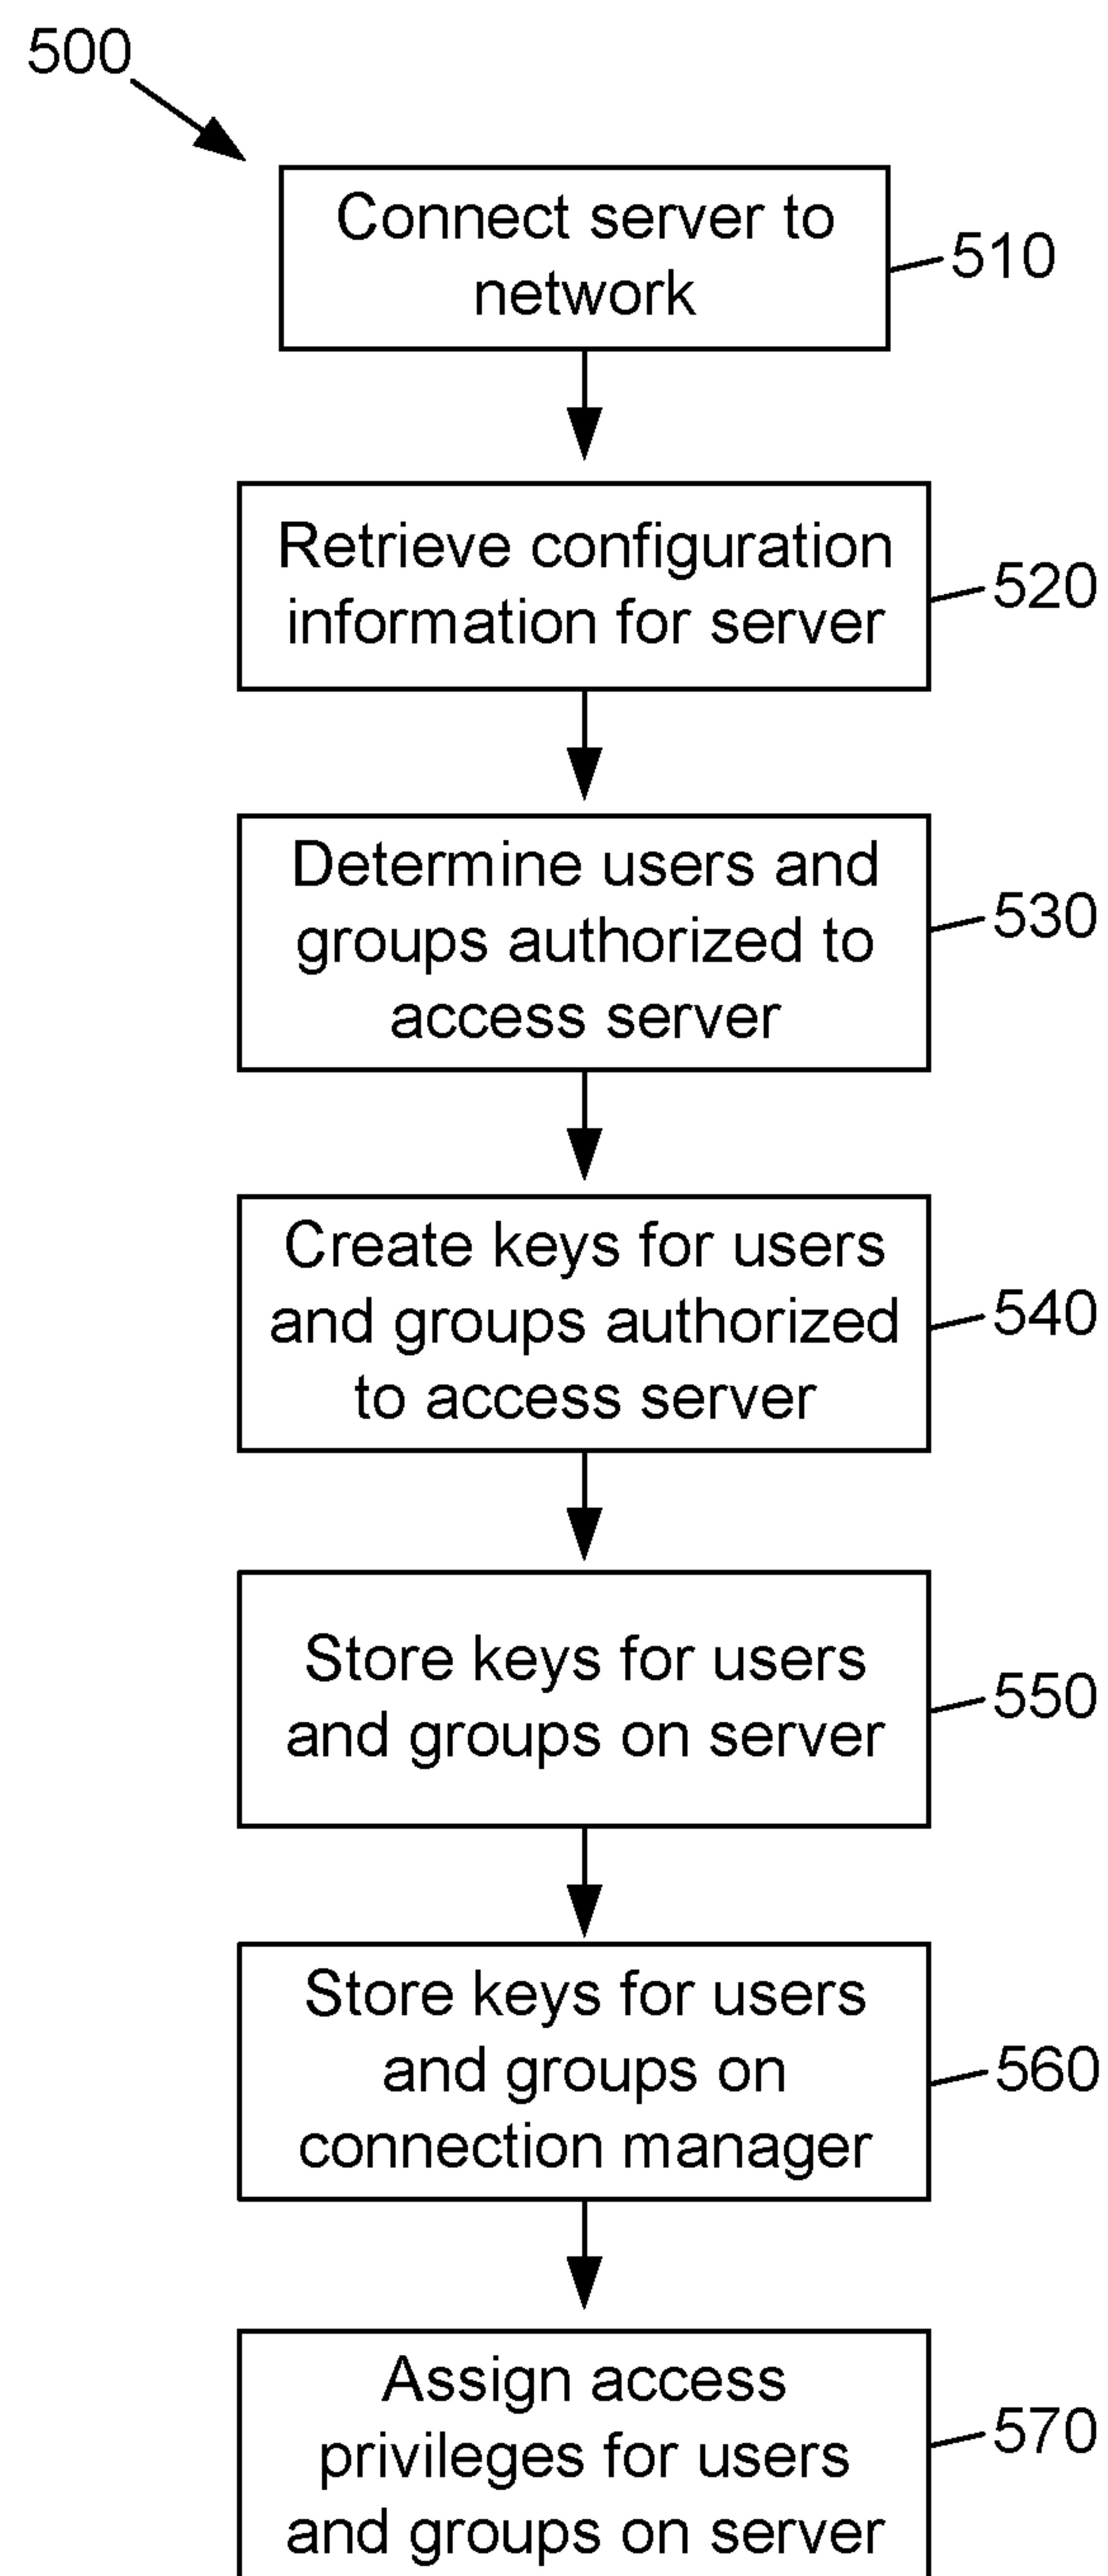 500
Connect server to
network
510
Retrieve configuration
information for server
520
Determine users and
groups authorized to
access server
530
Create keys for users
and groups authorized
to access server
540
Store keys for users
and groups on server
550
Store keys for users
and groups on
connection manager
560
Assign access
privileges for users
and groups on server
570